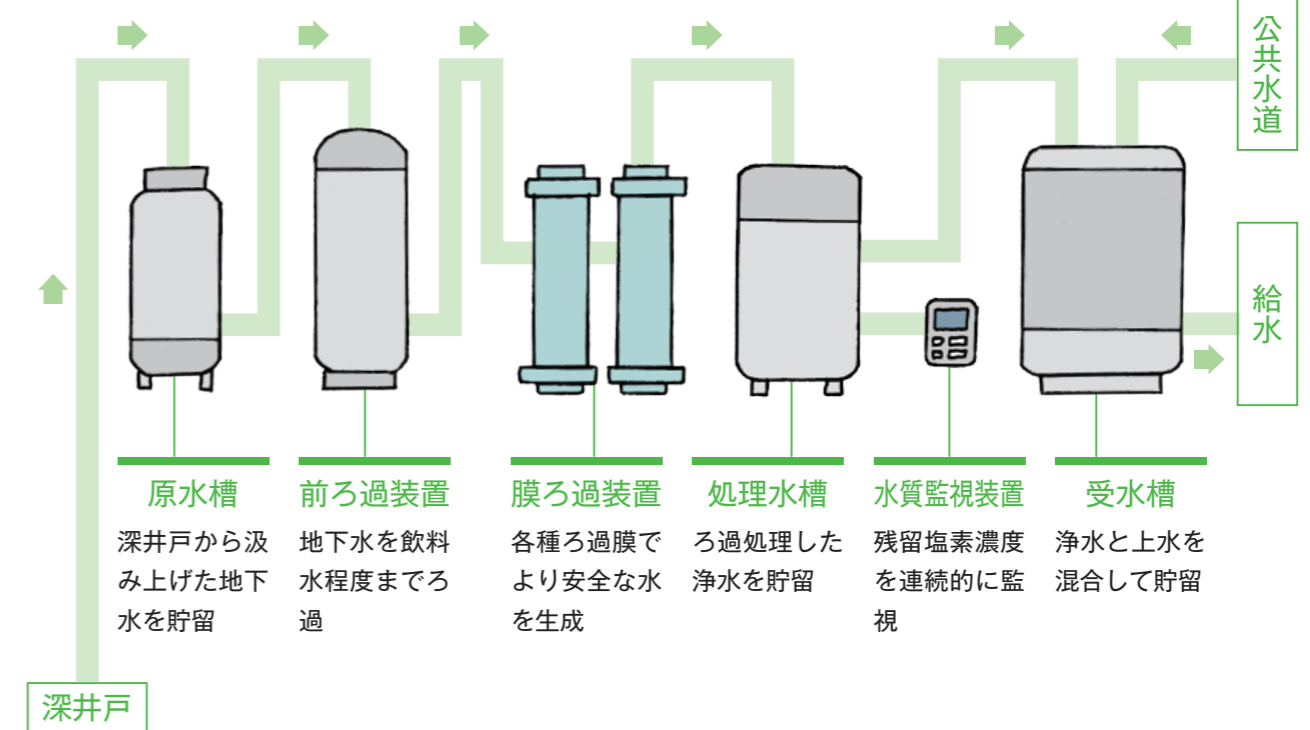 公共水道
給水
原水槽
深井戸から汲
み上げた地下
水を貯留
前ろ過装置
地下水を飲料
水程度までろ
過
膜ろ過装置
各種ろ過膜で
より安全な水
を生成
処理水槽
ろ過処理した
浄水を貯留
水質監視装置
残留塩素濃度
を連続的に監
視
受水槽
浄水と上水を
混合して貯留
深井戸